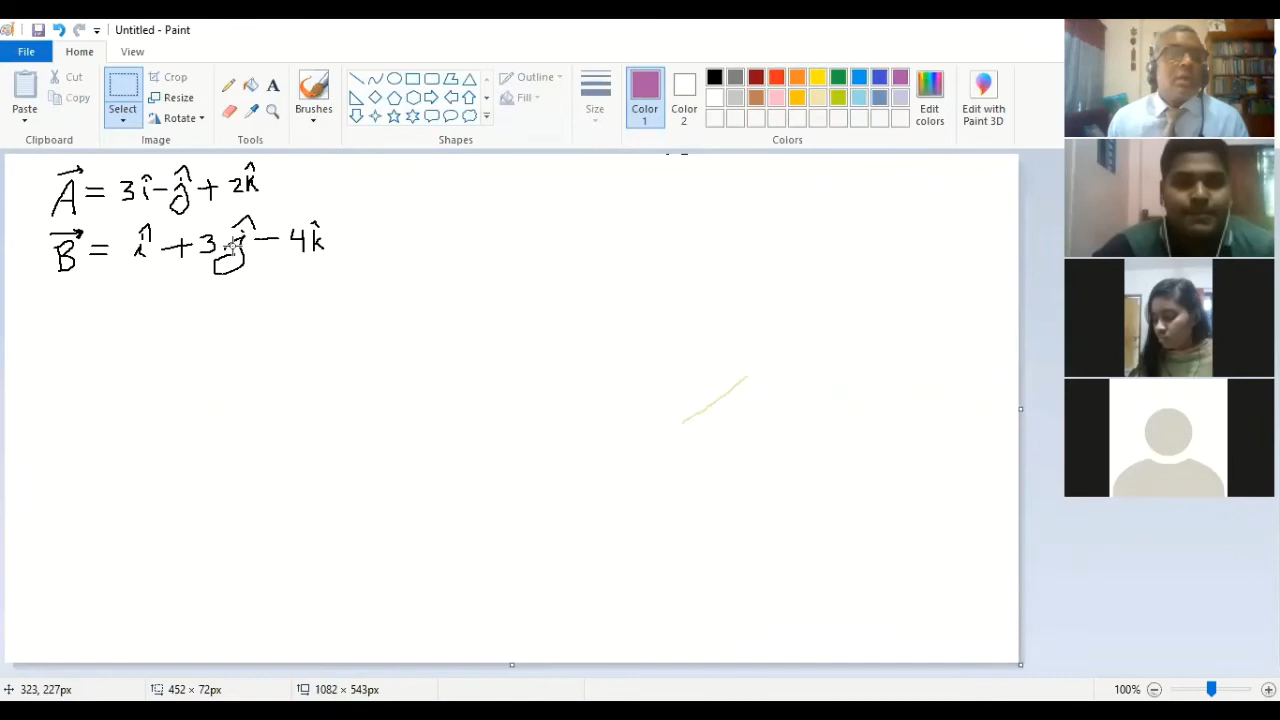 Untitled - Paint
File Home View
Paste Cut Copy Clipboard
Select Crop Resize Rotate Image
Tools
Brushes
Shapes Outline Fill
Size
Color 1
Color 2
Edit colors
Edit with Paint 3D
Colors
A⃗ = 3î - ĵ + 2k̂
B⃗ = î + 3ĵ - 4k̂
323, 227px 452 × 72px 1082 × 543px 100%